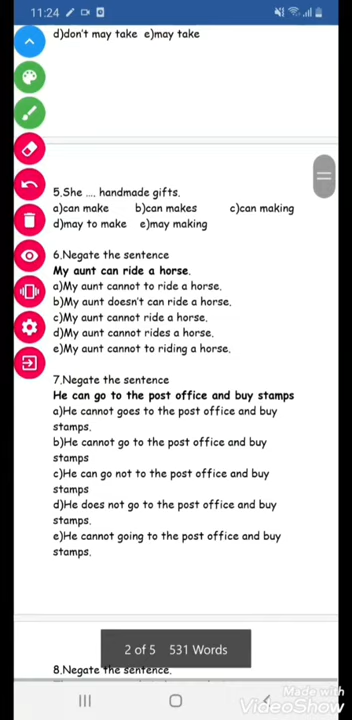 11:24
d)don't may take e)may take
5.She .... handmade gifts.
a)can make b)can makes c)can making
d)may to make e)may making
6.Negate the sentence
My aunt can ride a horse.
a)My aunt cannot to ride a horse.
b)My aunt doesn't can ride a horse.
c)My aunt cannot ride a horse.
d)My aunt cannot rides a horse.
e)My aunt cannot to riding a horse.
7.Negate the sentence
He can go to the post office and buy stamps
a)He cannot goes to the post office and buy
stamps.
b)He cannot go to the post office and buy
stamps
c)He can go not to the post office and buy
stamps
d)He does not go to the post office and buy
stamps.
e)He cannot going to the post office and buy
stamps.
2 of 5 531 Words
8.Negate the sentence.
Made with
VideoShow